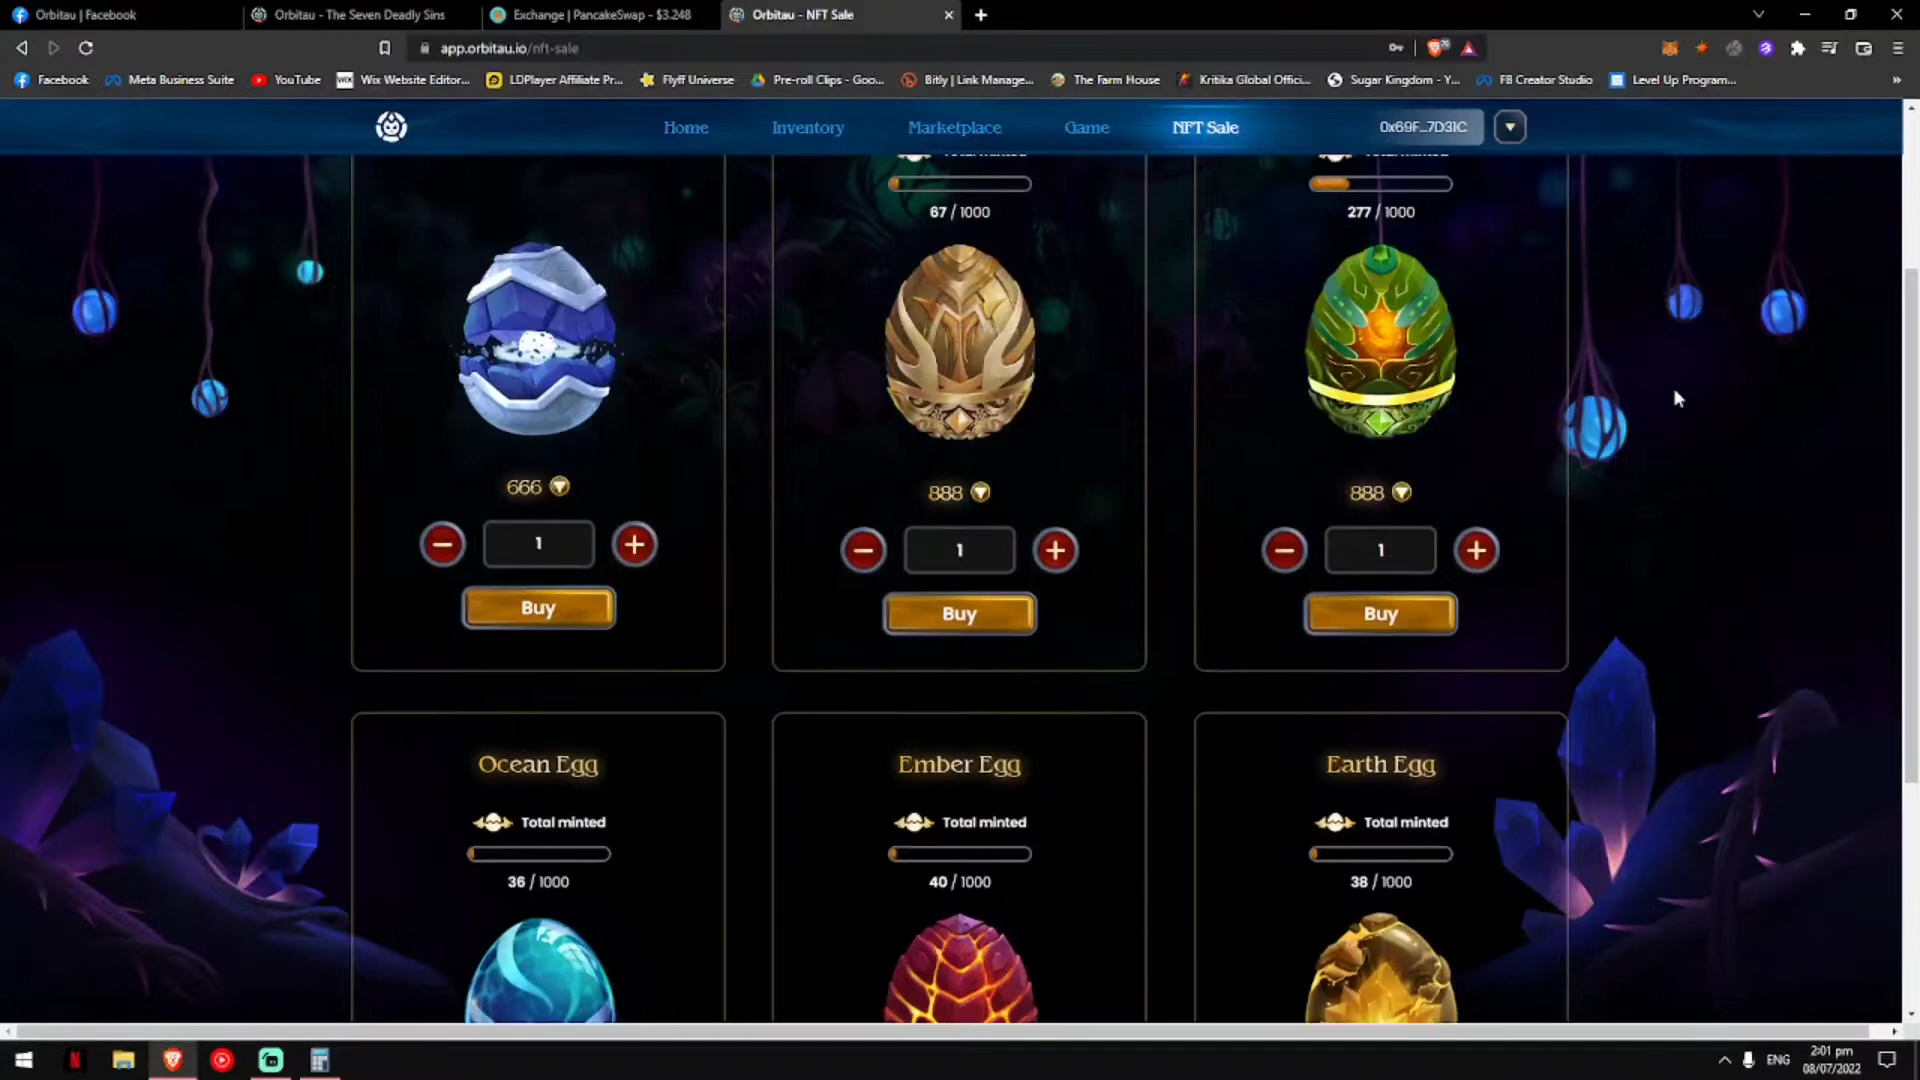 Orbitau | Facebook
Orbitau - The Seven Deadly Sins
Exchange | PancakeSwap - $3.248
Orbitau - NFT Sale
app.orbitau.io/nft-sale
Facebook
Meta Business Suite
YouTube
Wix Website Editor...
LDPlayer Affiliate Pr...
Flyff Universe
Pre-roll Clips - Goo...
Bitly | Link Manage...
The Farm House
Kritika Global Offici...
Sugar Kingdom - Y...
FB Creator Studio
Level Up Program...
Home
Inventory
Marketplace
Game
NFT Sale
0x69F...7D31C
Total minted
Total minted
67 / 1000
277 / 1000
666
888
888
1
1
1
Buy
Buy
Buy
Ocean Egg
Ember Egg
Earth Egg
Total minted
Total minted
Total minted
36 / 1000
40 / 1000
38 / 1000
ENG
2:01 pm
08/07/2022